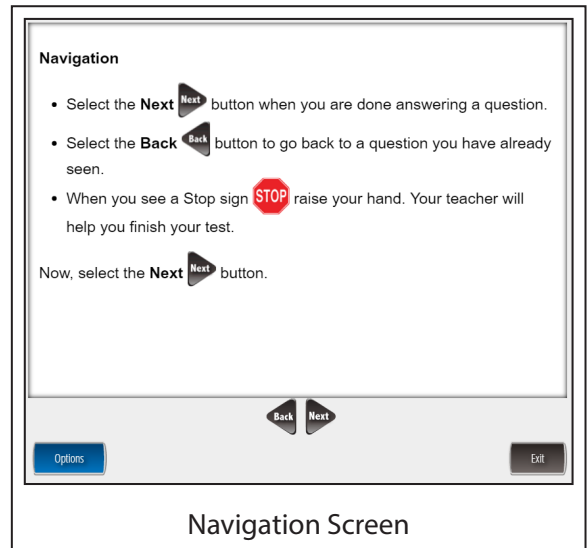 Navigation
• Select the Next Next button when you are done answering a question.
• Select the Back Back button to go back to a question you have already
seen.
• When you see a Stop sign STOP raise your hand. Your teacher will
help you finish your test.
Now, select the Next Next button.
Back Next
Options Exit
Navigation Screen